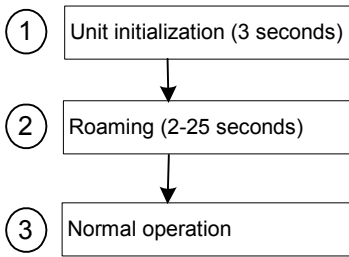 1 Unit initialization (3 seconds)
2 Roaming (2-25 seconds)
3 Normal operation